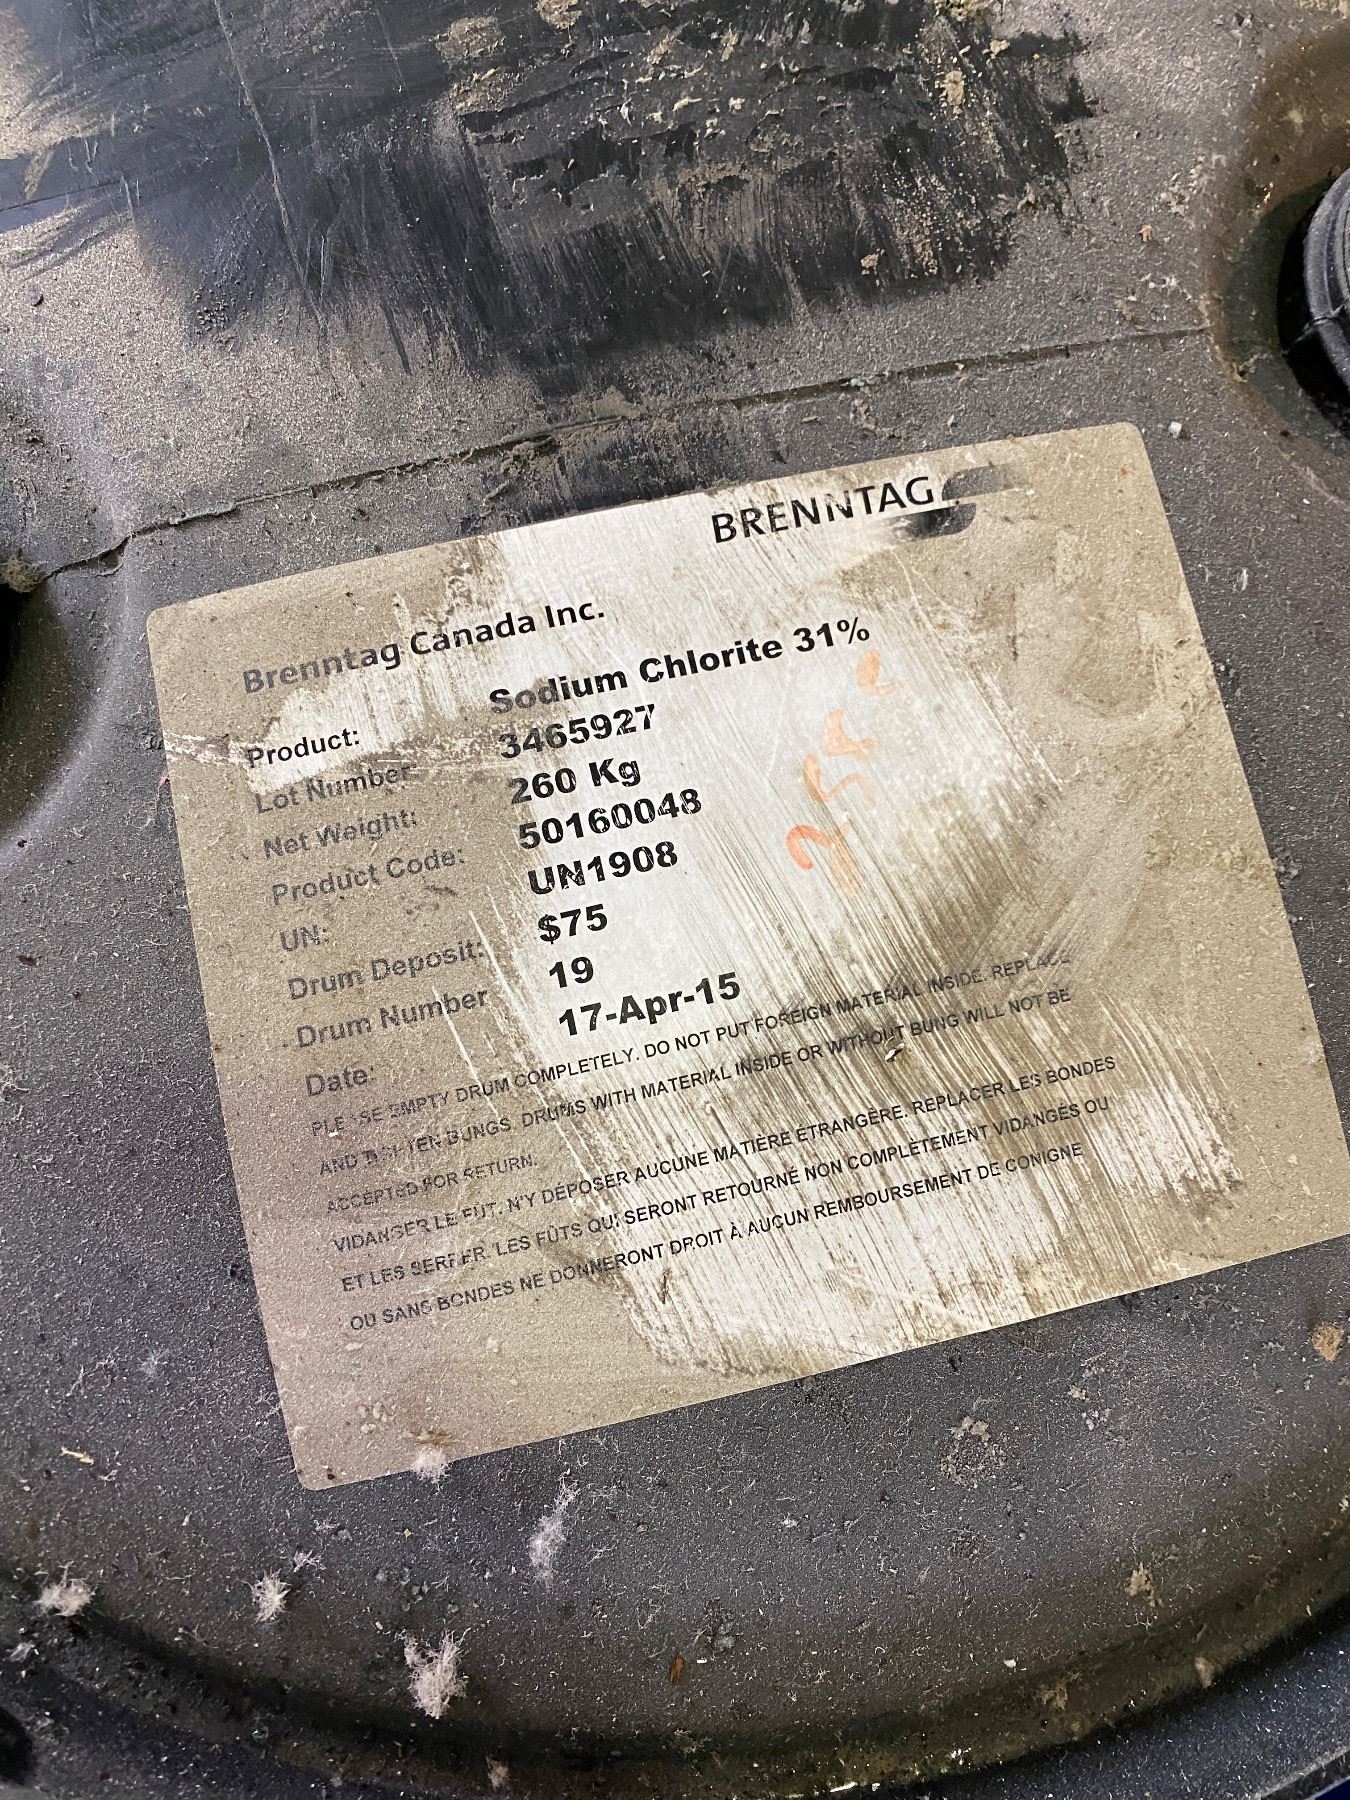 BRENNTAG
Brenntag Canada Inc.
Product: Sodium Chlorite 31%
Lot Number 3465927
Net Weight: 260 Kg
Product Code: 50160048
UN: UN1908
Drum Deposit: $75
Drum Number 19
Date: 17-Apr-15
PLEASE EMPTY DRUM COMPLETELY. DO NOT PUT FOREIGN MATERIAL INSIDE. REPLACE
AND TIGHTEN BUNGS. DRUMS WITH MATERIAL INSIDE OR WITHOUT BUNG WILL NOT BE
ACCEPTED FOR RETURN.
VIDANGER LE FUT. N'Y DÉPOSER AUCUNE MATIÈRE ÉTRANGÈRE. REPLACER LES BONDES
ET LES SERRER. LES FÛTS QUI SERONT RETOURNÉ NON COMPLÈTEMENT VIDANGÉS OU
OU SANS BONDES NE DONNERONT DROIT À AUCUN REMBOURSEMENT DE CONIGNE